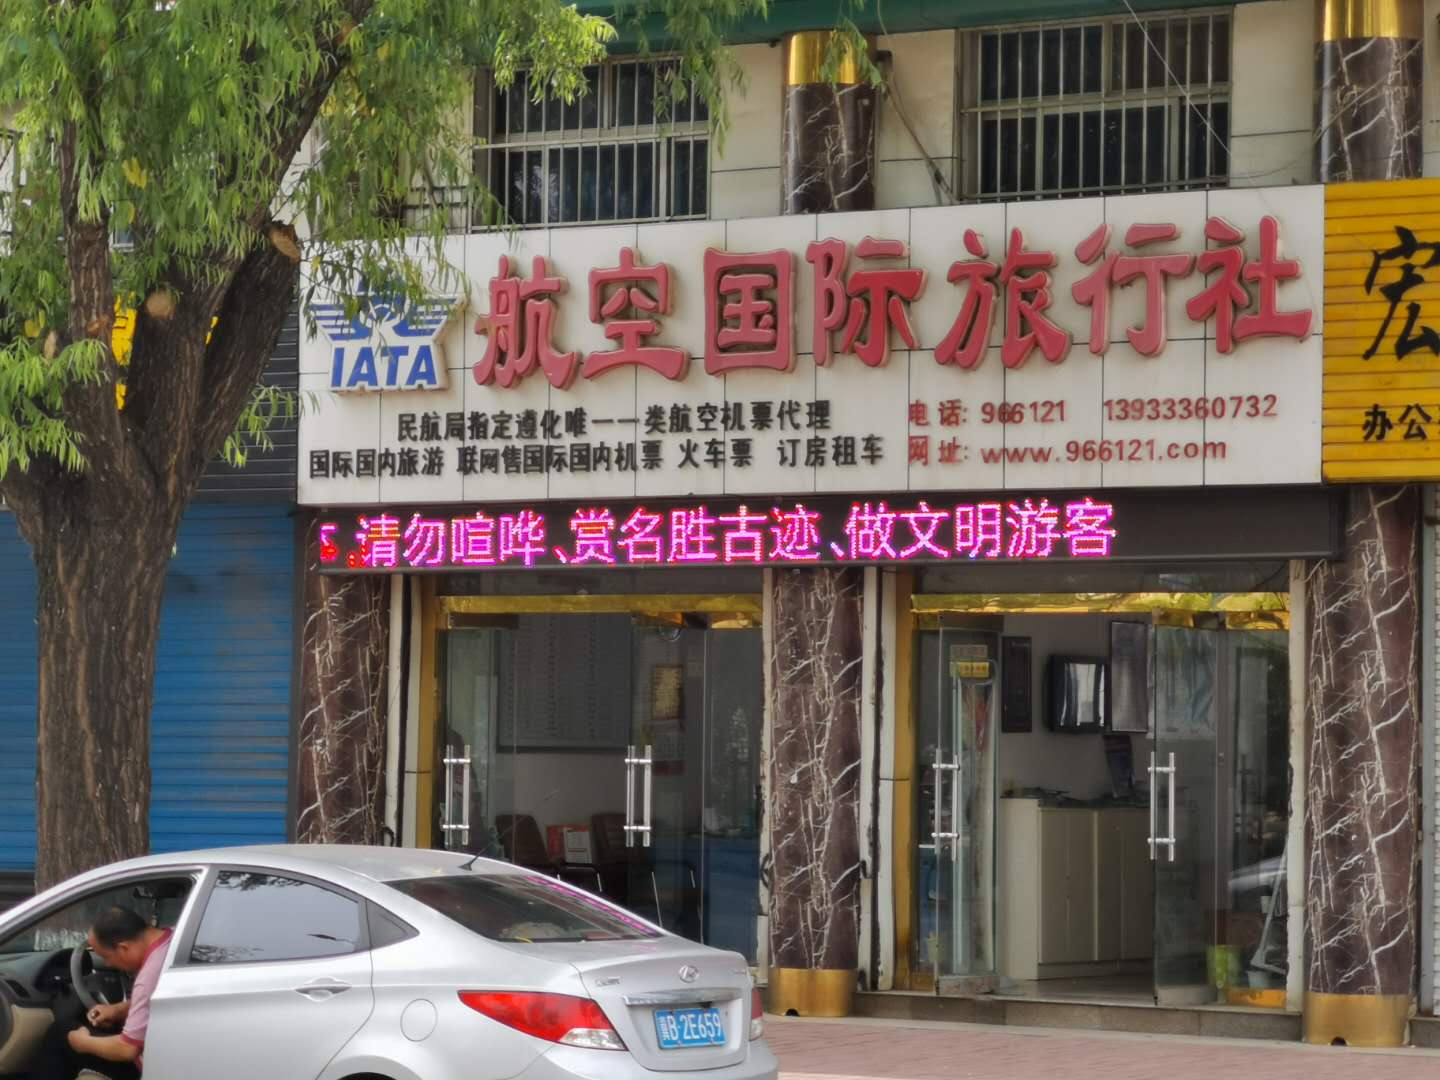 IATA
航空国际旅行社
民航局指定遵化唯一一类航空机票代理
国际国内旅游 联网售国际国内机票 火车票 订房租车
电话: 966121 13933360732
网址: www.966121.com
请勿喧哗、赏名胜古迹、做文明游客
宏
办公
冀B·2E659